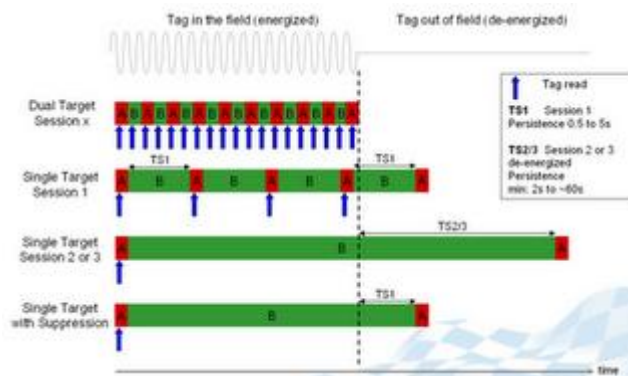 Tag in the field (energized)
Tag out of field (de-energized)
Dual Target
Session x
A B A B A B A B A B A B A B A B A B A
Tag read
TS1 Session 1
Persistence 0.5 to 5s
TS2/3 Session 2 or 3
de-energized
Persistence
min: 2s to ~60s
TS1
TS1
Single Target
Session 1
A B A B A B A B A
TS2/3
Single Target
Session 2 or 3
A B A
TS1
Single Target
with Suppression
A B A
time